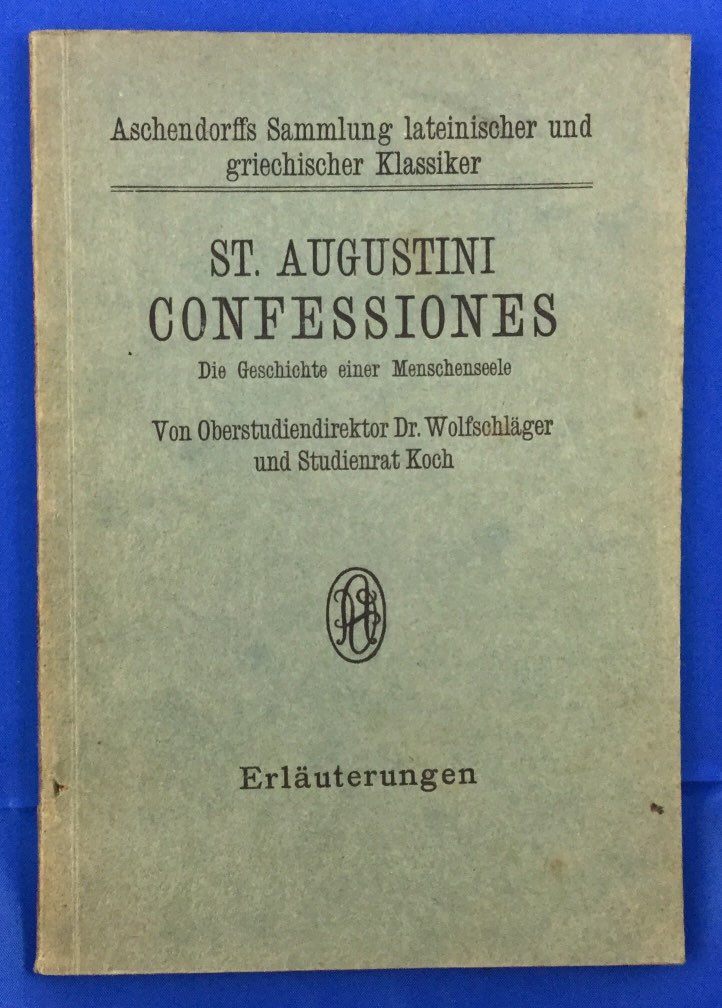 Aschendorffs Sammlung lateinischer und
griechischer Klassiker
ST. AUGUSTINI
CONFESSIONES
Die Geschichte einer Menschenseele
Von Oberstudiendirektor Dr. Wolfschläger
und Studienrat Koch
Erläuterungen